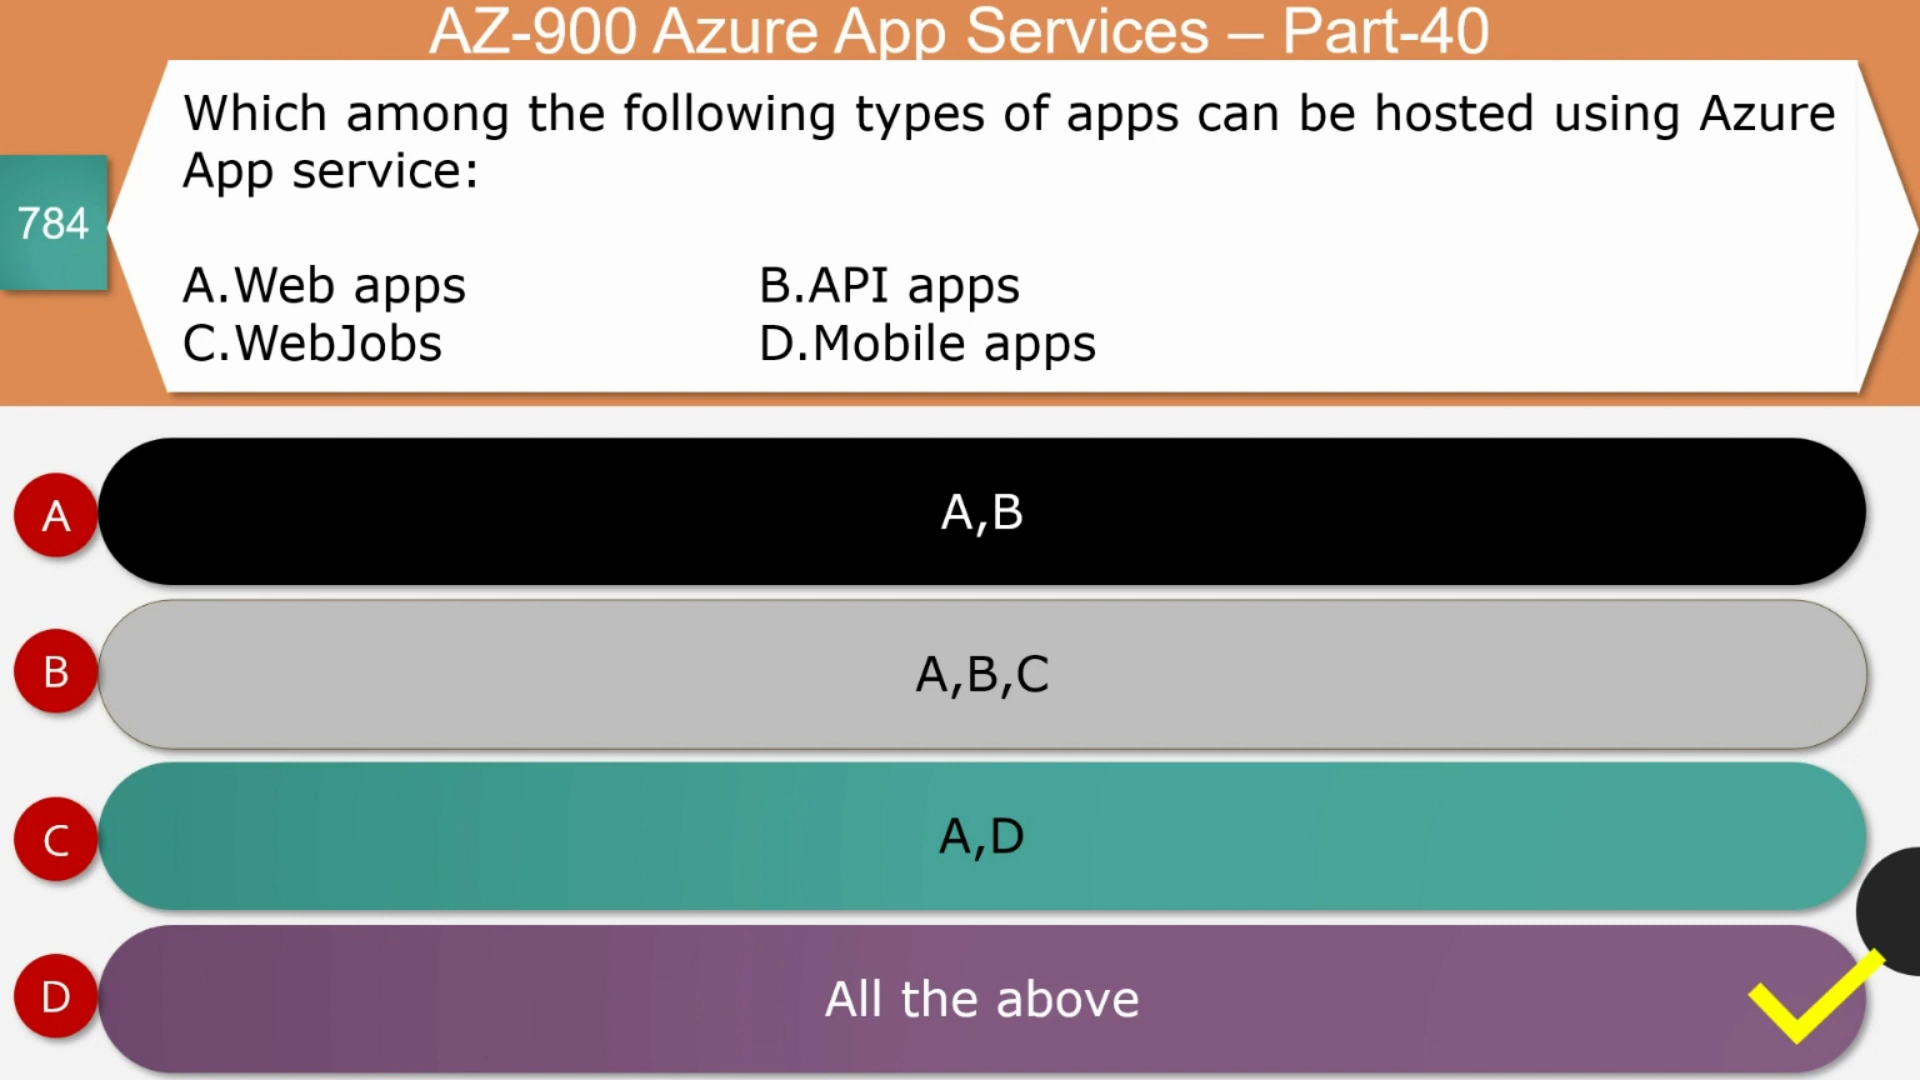 AZ-900 Azure App Services – Part-40
Which among the following types of apps can be hosted using Azure
App service:
784
A.Web apps B.API apps
C.WebJobs D.Mobile apps
A A,B
B A,B,C
C A,D
D All the above